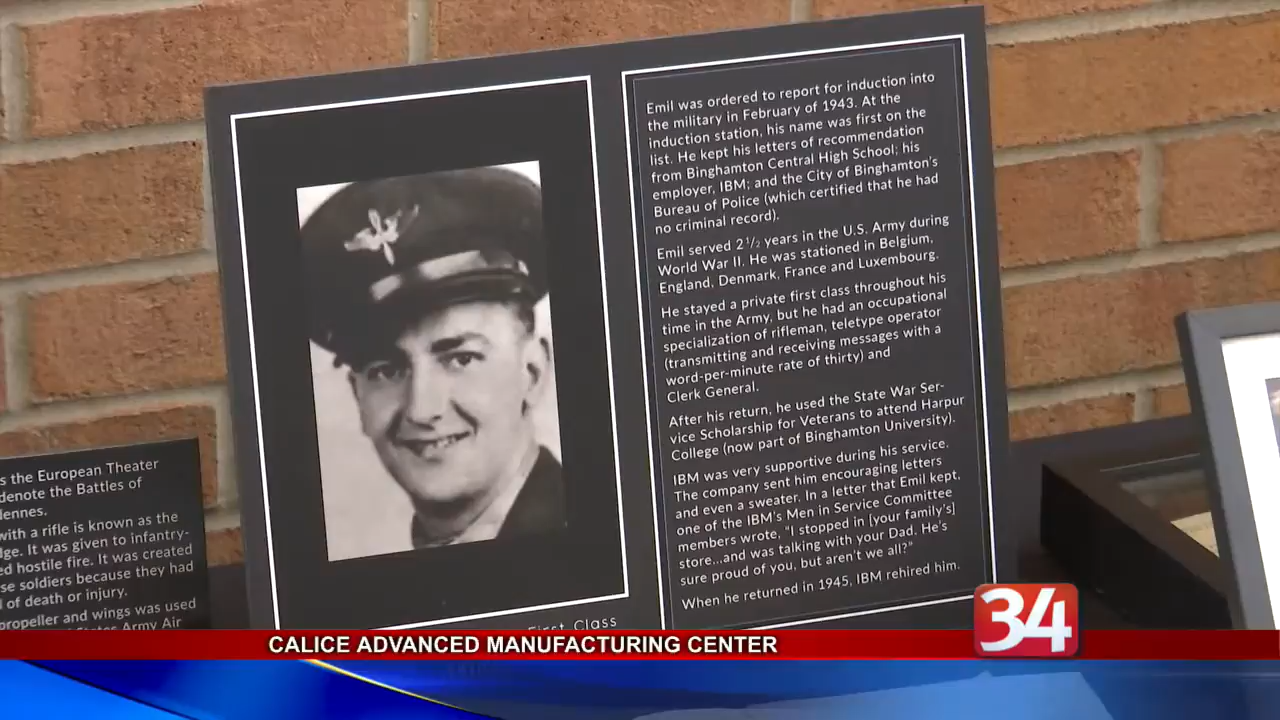 Emil was ordered to report for induction into
the military in February of 1943. At the
induction station, his name was first on the
list. He kept his letters of recommendation
from Binghamton Central High School; his
employer, IBM; and the City of Binghamton's
Bureau of Police (which certified that he had
no criminal record).
Emil served 2 1/2 years in the U.S. Army during
World War II. He was stationed in Belgium,
England, Denmark, France and Luxembourg.
He stayed a private first class throughout his
time in the Army, but he had an occupational
specialization of rifleman, teletype operator
(transmitting and receiving messages with a
word-per-minute rate of thirty) and
Clerk General.
After his return, he used the State War Ser-
vice Scholarship for Veterans to attend Harpur
College (now part of Binghamton University).
IBM was very supportive during his service.
The company sent him encouraging letters
and even a sweater. In a letter that Emil kept,
one of the IBM's Men in Service Committee
members wrote, "I stopped in [your family's]
store...and was talking with your Dad. He's
sure proud of you, but aren't we all?"
When he returned in 1945, IBM rehired him.
First Class
s the European Theater
denote the Battles of
dennes.
with a rifle is known as the
dge. It was given to infantry-
ed hostile fire. It was created
se soldiers because they had
l of death or injury.
propeller and wings was used
States Army Air
34
CALICE ADVANCED MANUFACTURING CENTER